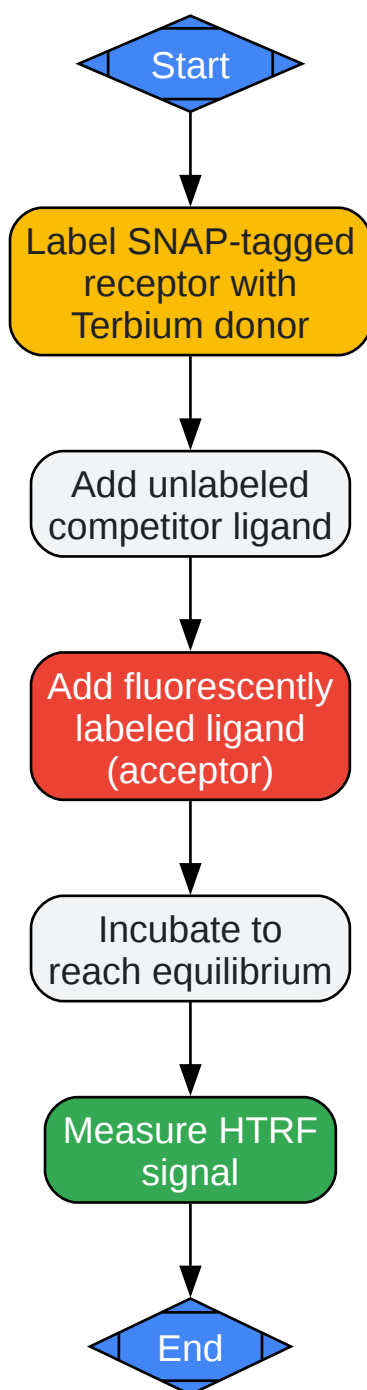 Start
Label SNAP-tagged
receptor with
Terbium donor
Add unlabeled
competitor ligand
Add fluorescently
labeled ligand
(acceptor)
Incubate to
reach equilibrium
Measure HTRF
signal
End